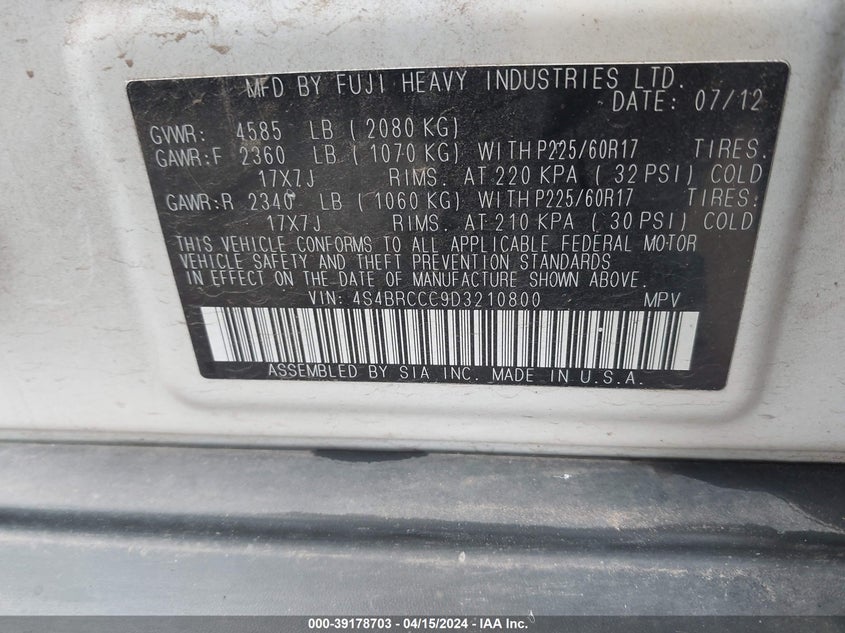 MFD BY FUJI HEAVY INDUSTRIES LTD.
DATE: 07/12
GVWR: 4585 LB ( 2080 KG)
GAWR:F 2360 LB ( 1070 KG) WITH P225/60R17 TIRES.
17X7J RIMS. AT 220 KPA ( 32 PSI) COLD
GAWR:R 2340 LB ( 1060 KG) WITH P225/60R17 TIRES.
17X7J RIMS. AT 210 KPA ( 30 PSI) COLD
THIS VEHICLE CONFORMS TO ALL APPLICABLE FEDERAL MOTOR
VEHICLE SAFETY AND THEFT PREVENTION STANDARDS
IN EFFECT ON THE DATE OF MANUFACTURE SHOWN ABOVE.
VIN: 4S4BRCCC9D3210800 MPV
ASSEMBLED BY SIA INC. MADE IN U.S.A.
000-39178703 - 04/15/2024 - IAA Inc.